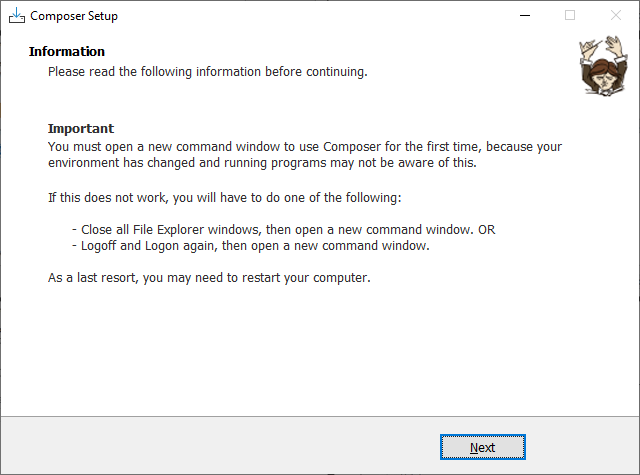 Composer Setup
Information
Please read the following information before continuing.
Important
You must open a new command window to use Composer for the first time, because your
environment has changed and running programs may not be aware of this.
If this does not work, you will have to do one of the following:
- Close all File Explorer windows, then open a new command window. OR
- Logoff and Logon again, then open a new command window.
As a last resort, you may need to restart your computer.
Next